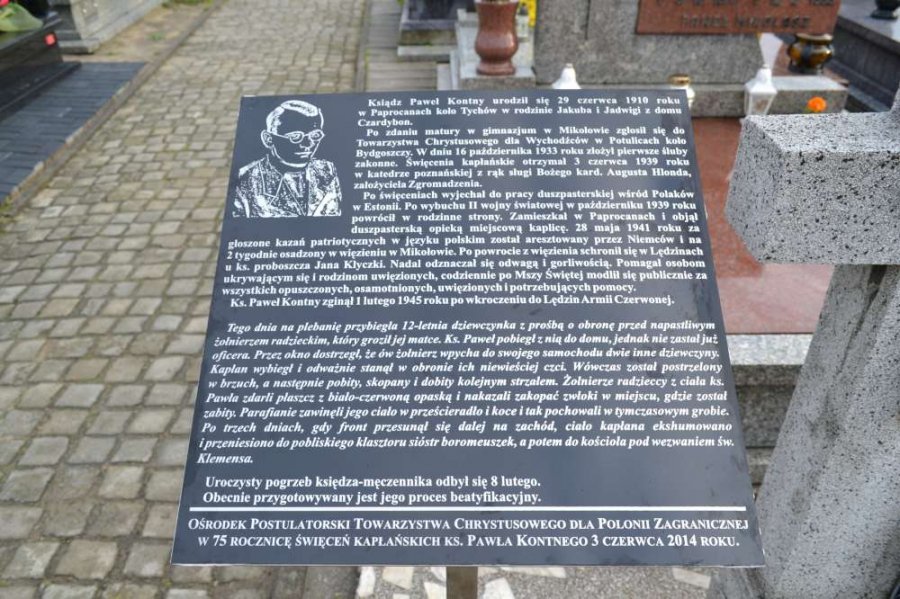 PAWEŁ NIKOLASZ
Ksiądz Paweł Kontny urodził się 29 czerwca 1910 roku
w Paprocanach koło Tychów w rodzinie Jakuba i Jadwigi z domu
Czardybon.
Po zdaniu matury w gimnazjum w Mikołowie zgłosił się do
Towarzystwa Chrystusowego dla Wychodźców w Potulicach koło
Bydgoszczy. W dniu 16 października 1933 roku złożył pierwsze śluby
zakonne. Święcenia kapłańskie otrzymał 3 czerwca 1939 roku
w katedrze poznańskiej z rąk sługi Bożego kard. Augusta Hlonda,
założyciela Zgromadzenia.
Po święceniach wyjechał do pracy duszpasterskiej wśród Polaków
w Estonii. Po wybuchu II wojny światowej w październiku 1939 roku
powrócił w rodzinne strony. Zamieszkał w Paprocanach i objął
duszpasterską opieką miejscową kaplicę. 28 maja 1941 roku za
głoszone kazań patriotycznych w języku polskim został aresztowany przez Niemców i na
2 tygodnie osadzony w więzieniu w Mikołowie. Po powrocie z więzienia schronił się w Lędzinach
u ks. proboszcza Jana Klyczki. Nadal odznaczał się odwagą i gorliwością. Pomagał osobom
ukrywającym się i rodzinom uwięzionych, codziennie po Mszy Świętej modlił się publicznie za
wszystkich opuszczonych, osamotnionych, uwięzionych i potrzebujących pomocy.
Ks. Paweł Kontny zginął 1 lutego 1945 roku po wkroczeniu do Lędzin Armii Czerwonej.
Tego dnia na plebanię przybiegła 12-letnia dziewczynka z prośbą o obronę przed napastliwym
żołnierzem radzieckim, który groził jej matce. Ks. Paweł pobiegł z nią do domu, jednak nie zastał już
oficera. Przez okno dostrzegł, że ów żołnierz wpycha do swojego samochodu dwie inne dziewczyny.
Kapłan wybiegł i odważnie stanął w obronie ich niewieściej czci. Wówczas został postrzelony
w brzuch, a następnie pobity, skopany i dobity kolejnym strzałem. Żołnierze radzieccy z ciała ks.
Pawła zdarli płaszcz z biało-czerwoną opaską i nakazali zakopać zwłoki w miejscu, gdzie został
zabity. Parafianie zawinęli jego ciało w prześcieradło i koce i tak pochowali w tymczasowym grobie.
Po trzech dniach, gdy front przesunął się dalej na zachód, ciało kapłana ekshumowano
i przeniesiono do pobliskiego klasztoru sióstr boromeuszek, a potem do kościoła pod wezwaniem św.
Klemensa.
Uroczysty pogrzeb księdza-męczennika odbył się 8 lutego.
Obecnie przygotowywany jest jego proces beatyfikacyjny.
OŚRODEK POSTULATORSKI TOWARZYSTWA CHRYSTUSOWEGO DLA POLONII ZAGRANICZNEJ
W 75 ROCZNICĘ ŚWIĘCEŃ KAPŁAŃSKICH KS. PAWŁA KONTNEGO 3 CZERWCA 2014 ROKU.